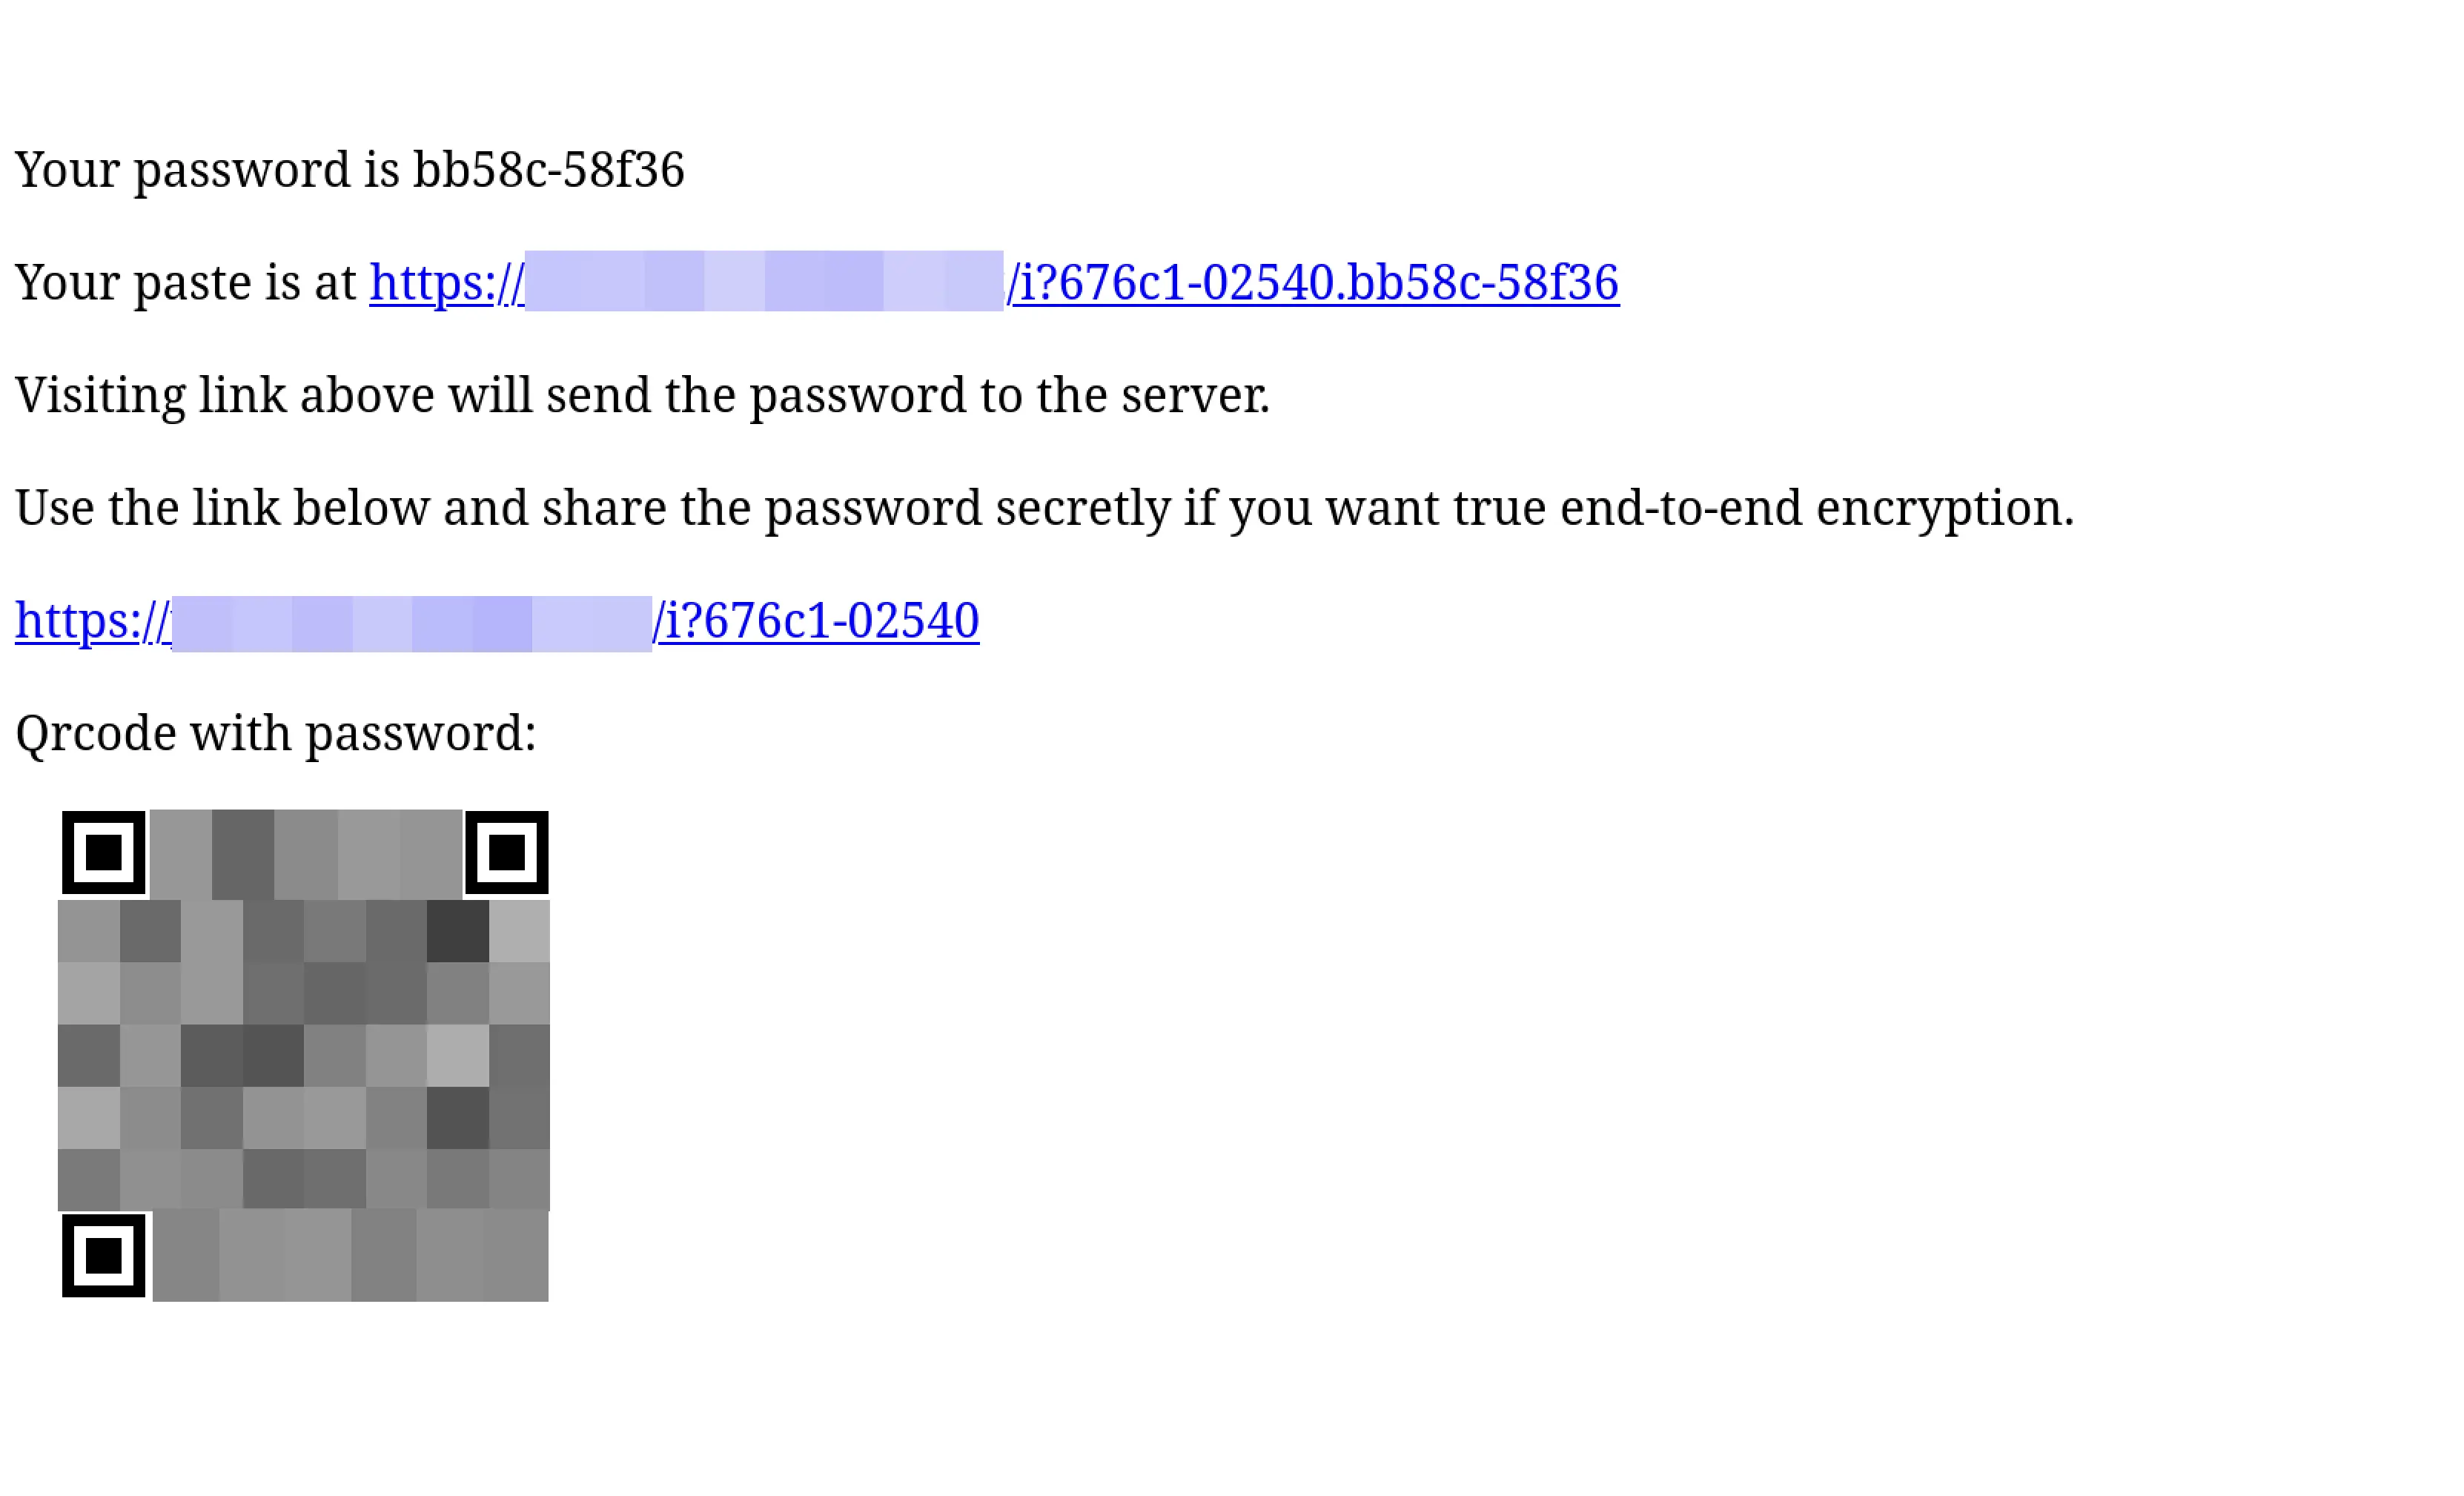 Your password is bb58c-58f36
Your paste is at https:///i?676c1-02540.bb58c-58f36
Visiting link above will send the password to the server.
Use the link below and share the password secretly if you want true end-to-end encryption.
https:///i?676c1-02540
Qrcode with password: